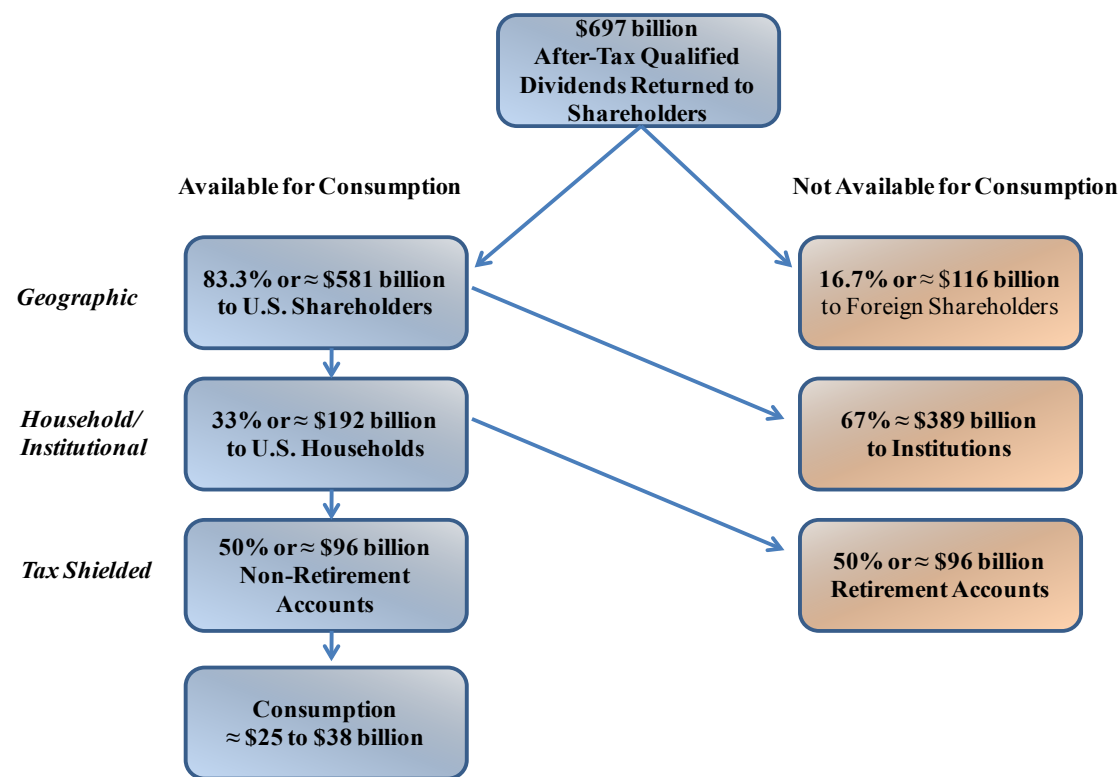 $697 billion
After-Tax Qualified
Dividends Returned to
Shareholders
Available for Consumption
Not Available for Consumption
Geographic
83.3% or ≈ $581 billion
to U.S. Shareholders
16.7% or ≈ $116 billion
to Foreign Shareholders
Household/
Institutional
33% or ≈ $192 billion
to U.S. Households
67% ≈ $389 billion
to Institutions
Tax Shielded
50% or ≈ $96 billion
Non-Retirement
Accounts
50% or ≈ $96 billion
Retirement Accounts
Consumption
≈ $25 to $38 billion